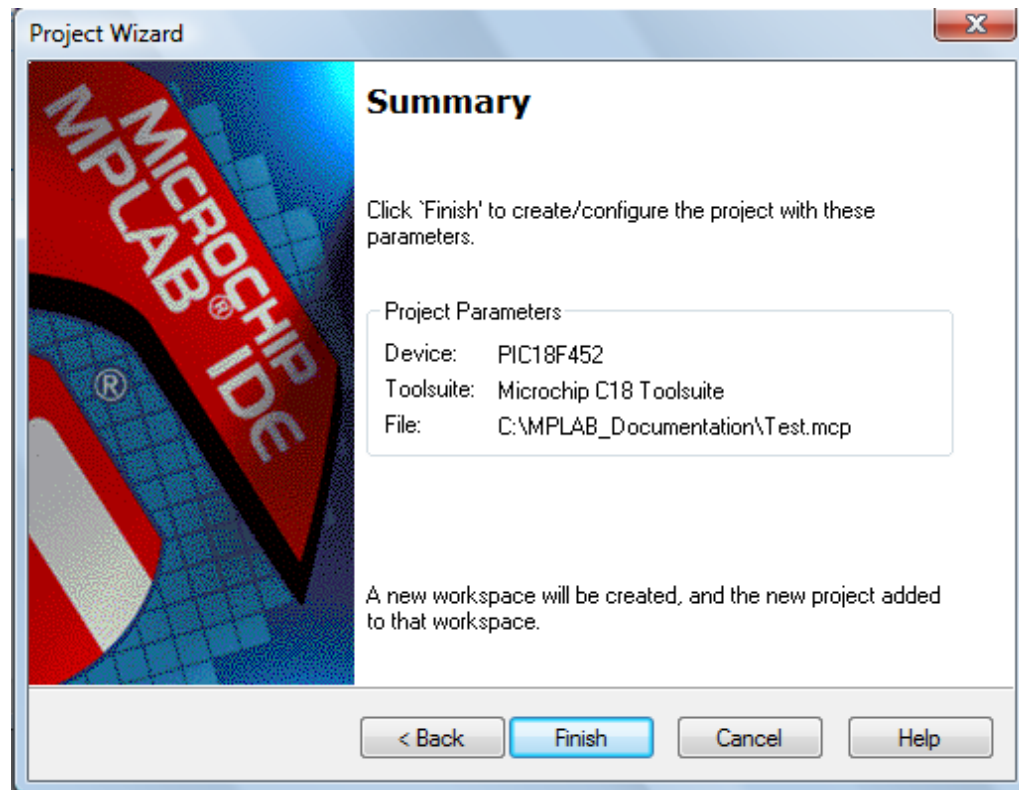 Project Wizard
MICROCHIP
MPLAB® IDE
®
Summary
Click `Finish' to create/configure the project with these
parameters.
Project Parameters
Device: PIC18F452
Toolsuite: Microchip C18 Toolsuite
File: C:\MPLAB_Documentation\Test.mcp
A new workspace will be created, and the new project added
to that workspace.
< Back Finish Cancel Help